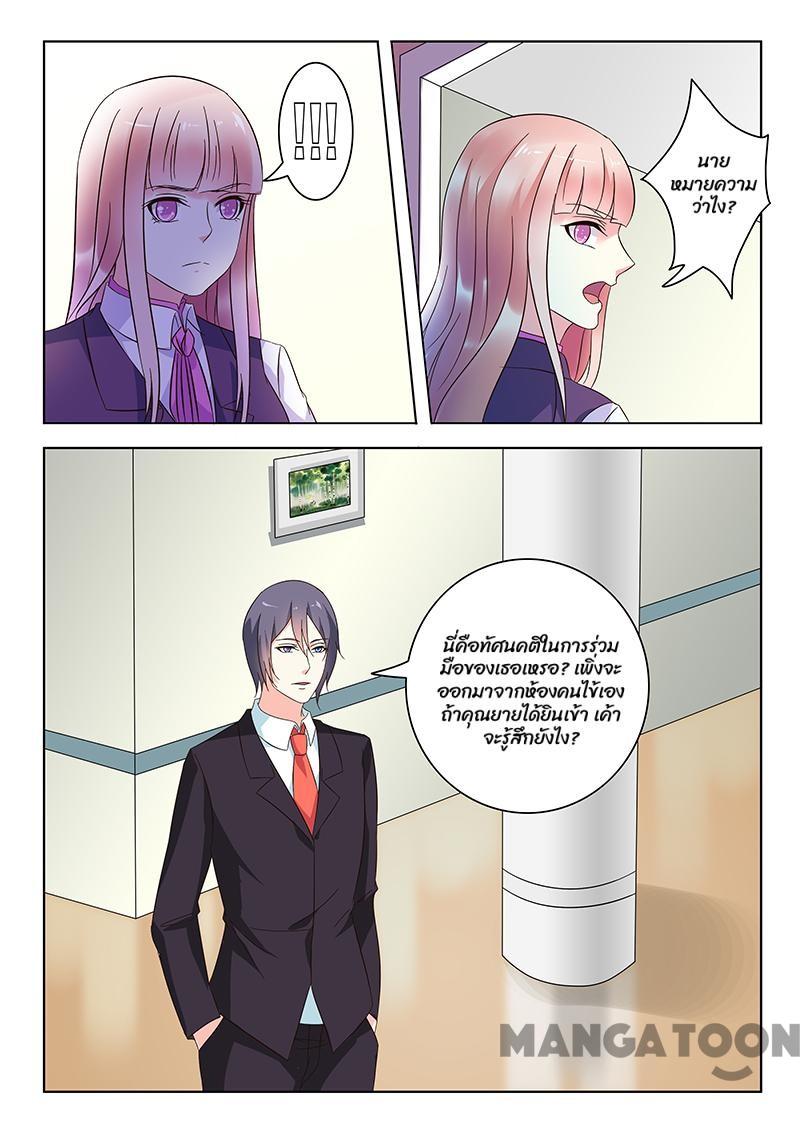 !!!
นาย
หมายความ
ว่าไง?
นี่คือทัศนคติในการร่วม
มือของเธอเหรอ? เพิ่งจะ
ออกมาจากห้องคนไข้เอง
ถ้าคุณยายได้ยินเข้า เค้า
จะรู้สึกยังไง?
MANGATOON